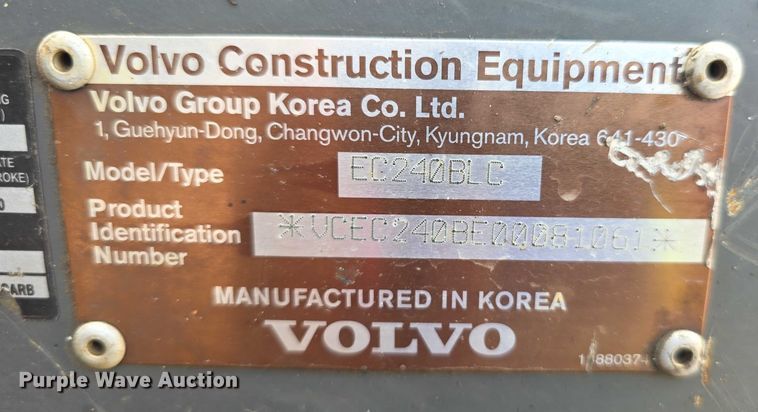 Volvo Construction Equipment
Volvo Group Korea Co. Ltd.
1, Guehyun-Dong, Changwon-City, Kyungnam, Korea 641-430
Model/Type EC240BLC
Product
Identification *VCEC240BE00081061*
Number
MANUFACTURED IN KOREA
VOLVO
CARB
Purple Wave Auction